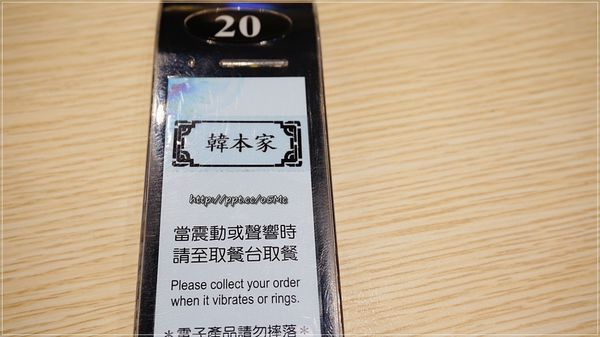 20
韓本家
http://ppt.cc/o6Mc
當震動或聲響時
請至取餐台取餐
Please collect your order
when it vibrates or rings.
*電子產品請勿摔落*